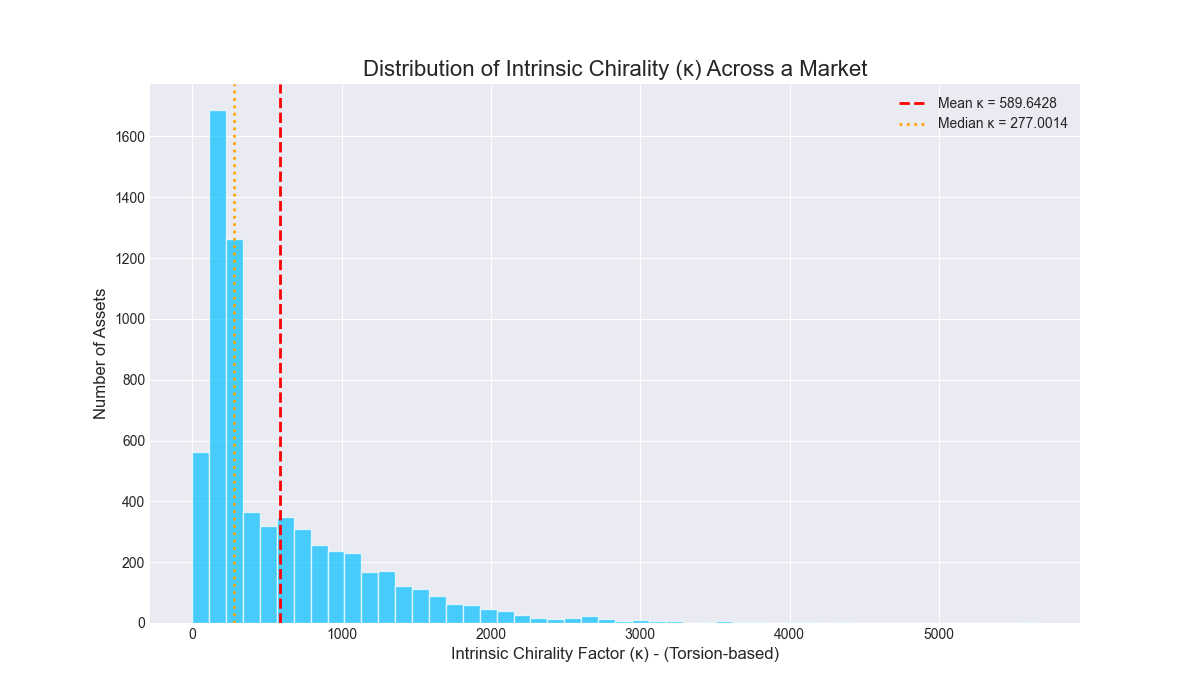 Distribution of Intrinsic Chirality (κ) Across a Market
Mean κ = 589.6428
Median κ = 277.0014
Number of Assets
1600
1400
1200
1000
800
600
400
200
0
0 1000 2000 3000 4000 5000
Intrinsic Chirality Factor (κ) - (Torsion-based)